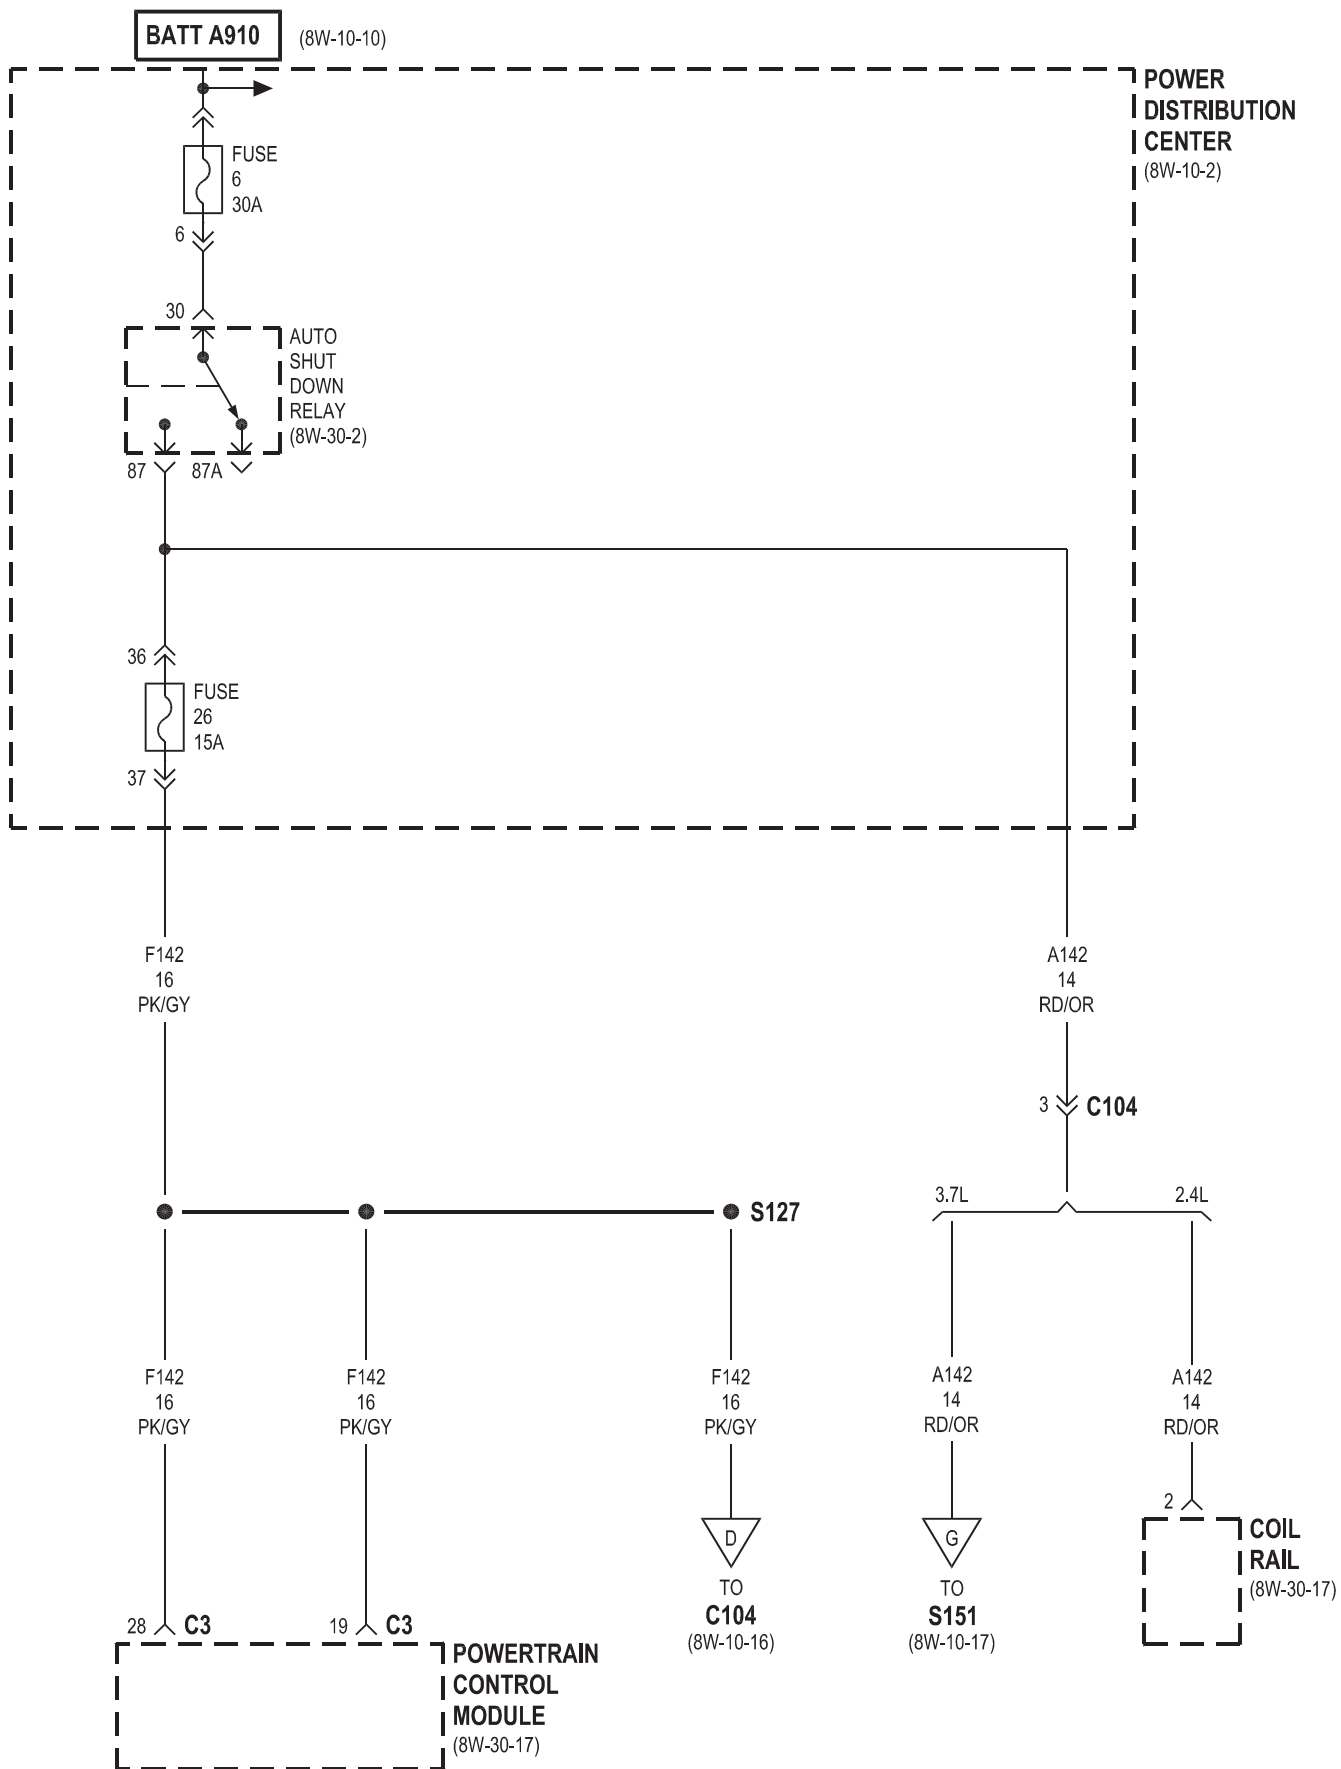 BATT A910
(8W-10-10)
POWER
DISTRIBUTION
CENTER
(8W-10-2)
FUSE
6
30A
6
30
AUTO
SHUT
DOWN
RELAY
(8W-30-2)
87
87A
36
FUSE
26
15A
37
F142
16
PK/GY
A142
14
RD/OR
3
C104
3.7L
2.4L
S127
F142
16
PK/GY
F142
16
PK/GY
F142
16
PK/GY
A142
14
RD/OR
A142
14
RD/OR
2
COIL
RAIL
(8W-30-17)
D
TO
C104
(8W-10-16)
G
TO
S151
(8W-10-17)
28
C3
19
C3
POWERTRAIN
CONTROL
MODULE
(8W-30-17)